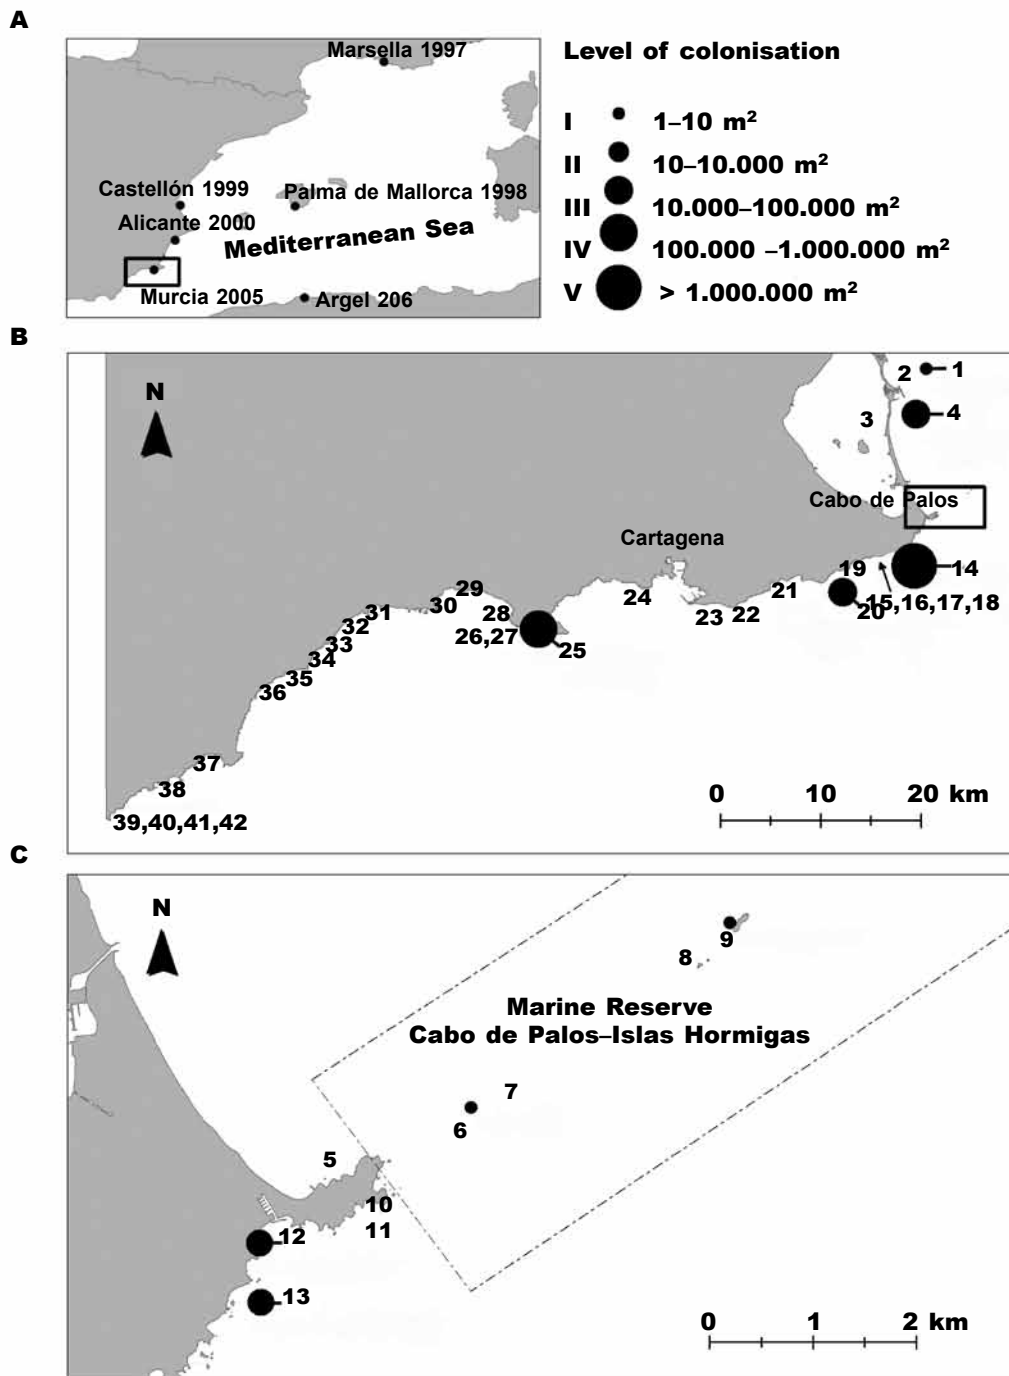 A
Marsella 1997
Castellón 1999
Palma de Mallorca 1998
Alicante 2000
Mediterranean Sea
Murcia 2005
Argel 206
Level of colonisation
I 1–10 m²
II 10–10.000 m²
III 10.000–100.000 m²
IV 100.000 –1.000.000 m²
V > 1.000.000 m²
B
N
2 1
3 4
Cabo de Palos
Cartagena
19 14
29 24 21 15,16,17,18
31 30 28 23 22 20
32 26,27 25
33
34
35
36
37
38
39,40,41,42
0 10 20 km
C
N
9
8
Marine Reserve
Cabo de Palos–Islas Hormigas
7
6
5
10
11
12
13
0 1 2 km